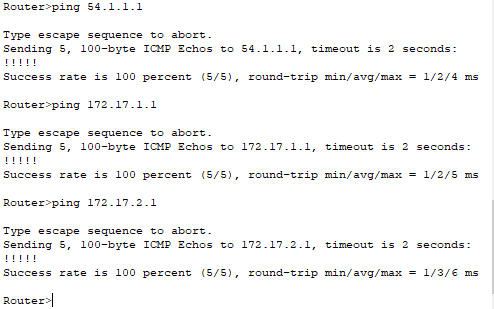 Router>ping 54.1.1.1
Type escape sequence to abort.
Sending 5, 100-byte ICMP Echos to 54.1.1.1, timeout is 2 seconds:
!!!!!
Success rate is 100 percent (5/5), round-trip min/avg/max = 1/2/4 ms
Router>ping 172.17.1.1
Type escape sequence to abort.
Sending 5, 100-byte ICMP Echos to 172.17.1.1, timeout is 2 seconds:
!!!!!
Success rate is 100 percent (5/5), round-trip min/avg/max = 1/2/5 ms
Router>ping 172.17.2.1
Type escape sequence to abort.
Sending 5, 100-byte ICMP Echos to 172.17.2.1, timeout is 2 seconds:
!!!!!
Success rate is 100 percent (5/5), round-trip min/avg/max = 1/3/6 ms
Router>